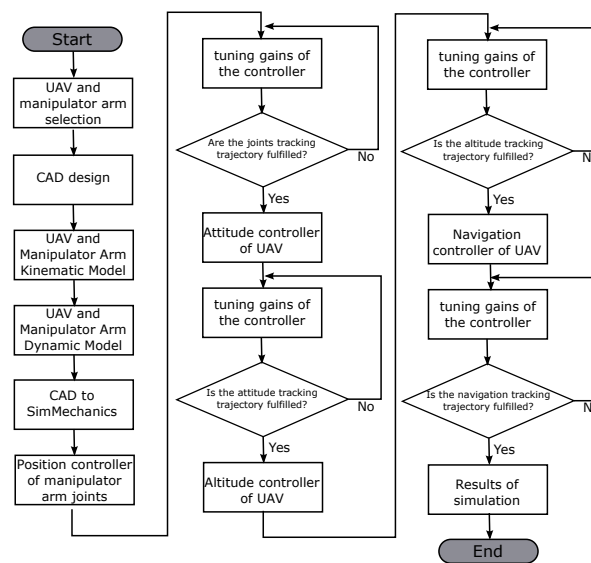 Start
UAV and
manipulator arm
selection
CAD design
UAV and
Manipulator Arm
Kinematic Model
UAV and
Manipulator Arm
Dynamic Model
CAD to
SimMechanics
Position controller
of manipulator
arm joints
tuning gains of
the controller
Are the joints tracking
trajectory fulfilled?
No
Yes
Attitude controller
of UAV
tuning gains of
the controller
Is the attitude tracking
trajectory fulfilled?
No
Yes
Altitude controller
of UAV
tuning gains of
the controller
Is the altitude tracking
trajectory fulfilled?
N
Yes
Navigation
controller of UAV
tuning gains of
the controller
Is the navigation tracking
trajectory fulfilled?
N
Yes
Results of
simulation
End